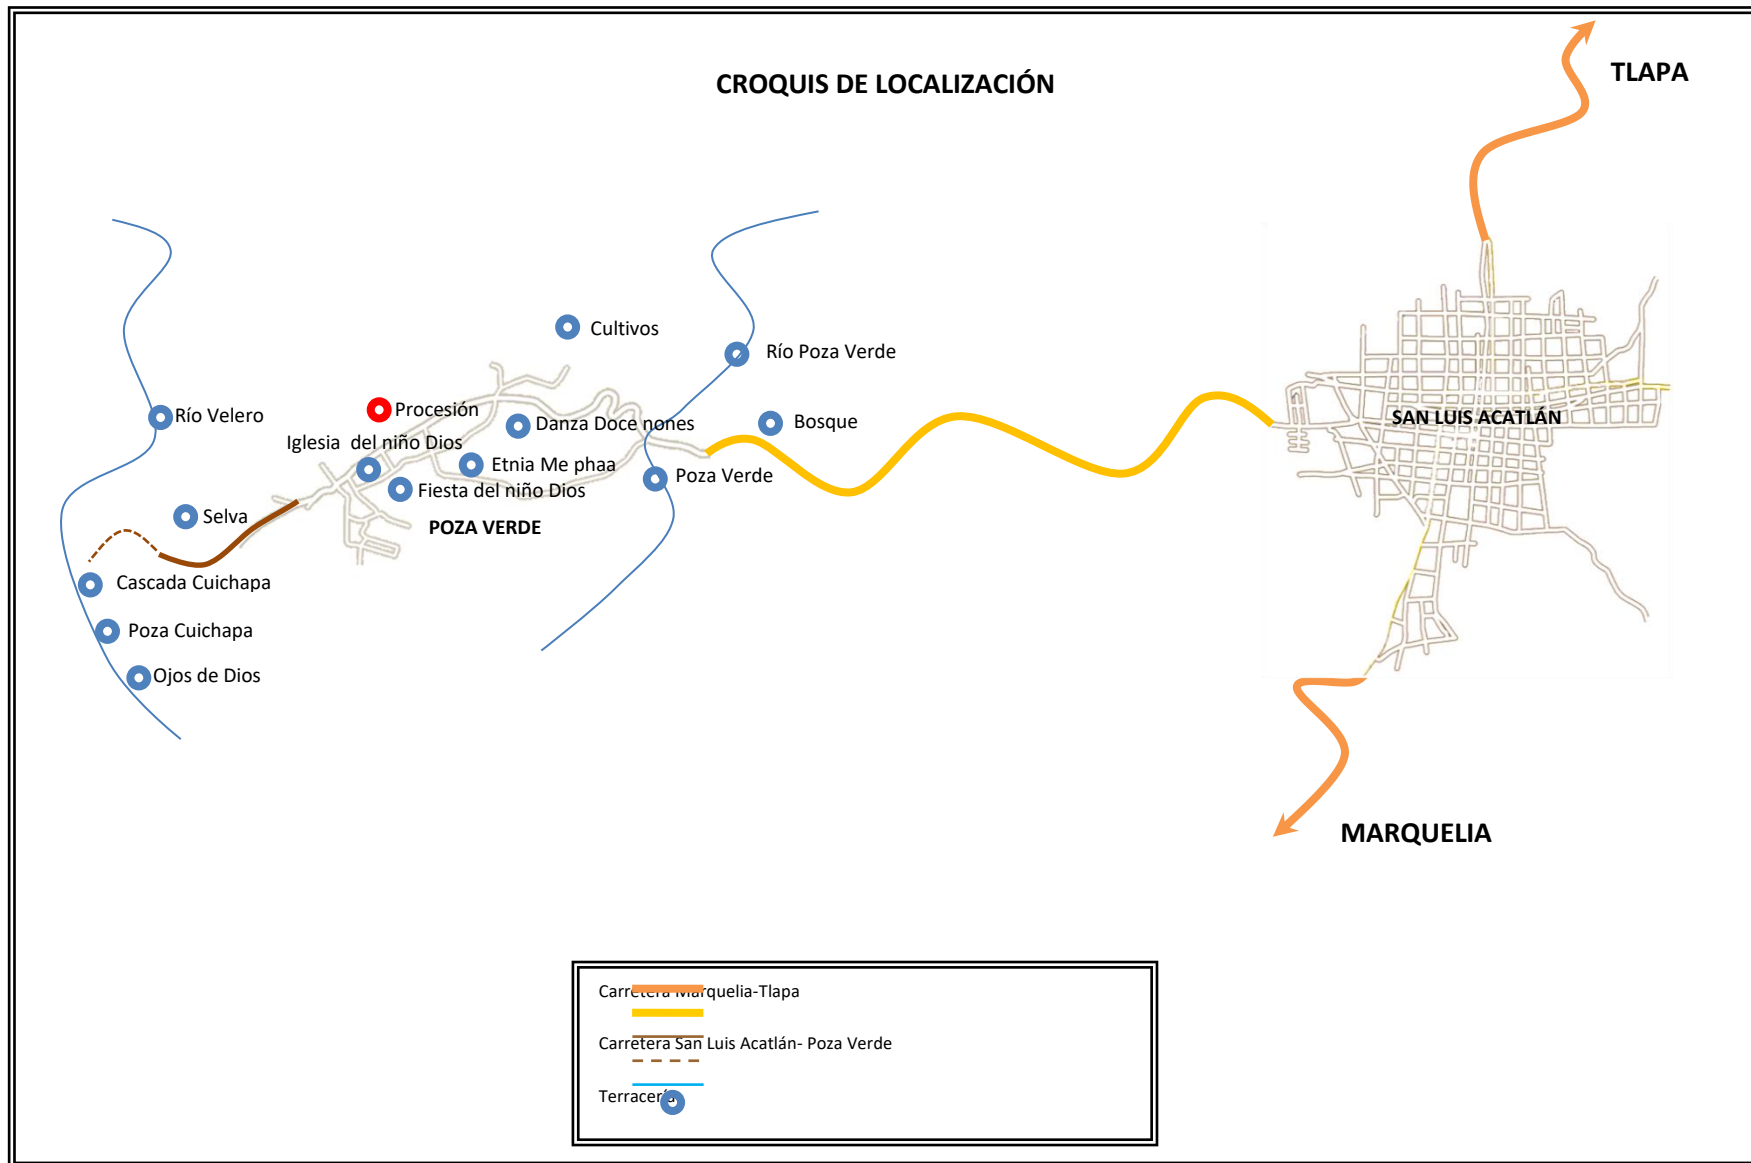 CROQUIS DE LOCALIZACIÓN
TLAPA
Cultivos
Río Poza Verde
Río Velero
Procesión
Danza Doce nones
Bosque
SAN LUIS ACATLÁN
Iglesia del niño Dios
Etnia Me phaa
Poza Verde
Fiesta del niño Dios
Selva
POZA VERDE
Cascada Cuichapa
Poza Cuichapa
Ojos de Dios
MARQUELIA
Carretera Marquelia-Tlapa
Carretera San Luis Acatlán- Poza Verde
Terracería